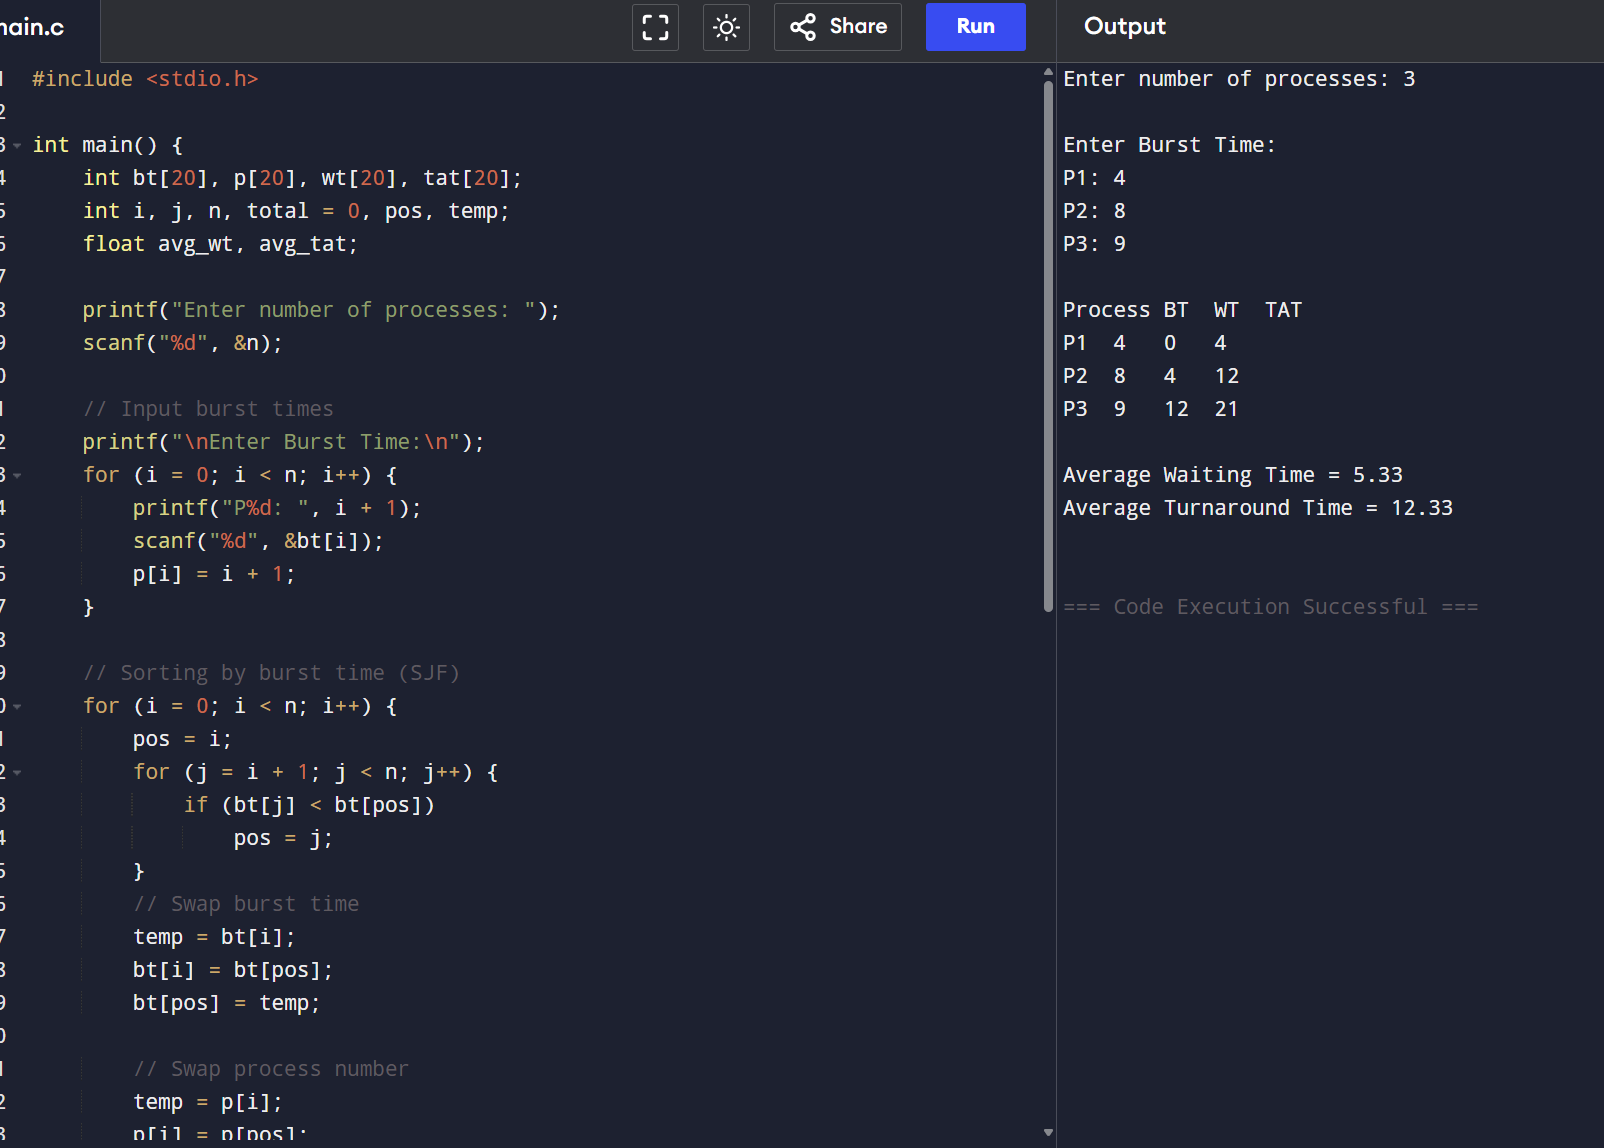 main.c
Share
Run
Output
#include <stdio.h>
int main() {
int bt[20], p[20], wt[20], tat[20];
int i, j, n, total = 0, pos, temp;
float avg_wt, avg_tat;
printf("Enter number of processes: ");
scanf("%d", &n);
// Input burst times
printf("\nEnter Burst Time:\n");
for (i = 0; i < n; i++) {
printf("P%d: ", i + 1);
scanf("%d", &bt[i]);
p[i] = i + 1;
}
// Sorting by burst time (SJF)
for (i = 0; i < n; i++) {
pos = i;
for (j = i + 1; j < n; j++) {
if (bt[j] < bt[pos])
pos = j;
}
// Swap burst time
temp = bt[i];
bt[i] = bt[pos];
bt[pos] = temp;
// Swap process number
temp = p[i];
p[i] = p[pos];
Enter number of processes: 3
Enter Burst Time:
P1: 4
P2: 8
P3: 9
Process BT WT TAT
P1 4 0 4
P2 8 4 12
P3 9 12 21
Average Waiting Time = 5.33
Average Turnaround Time = 12.33
=== Code Execution Successful ===